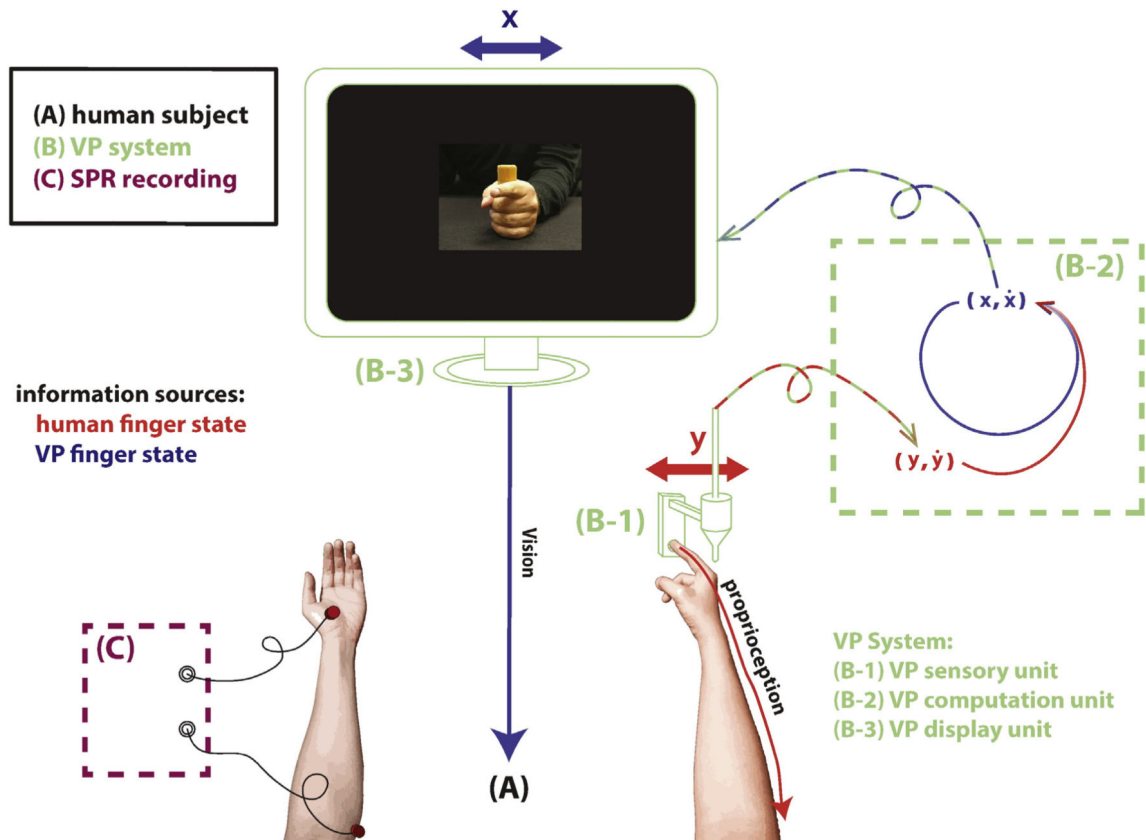 x
(A) human subject
(B) VP system
(C) SPR recording
(B-2)
(x, ẋ)
(B-3)
information sources:
human finger state
VP finger state
y
(y, ẏ)
(B-1)
Vision
proprioception
(C)
VP System:
(B-1) VP sensory unit
(B-2) VP computation unit
(B-3) VP display unit
(A)